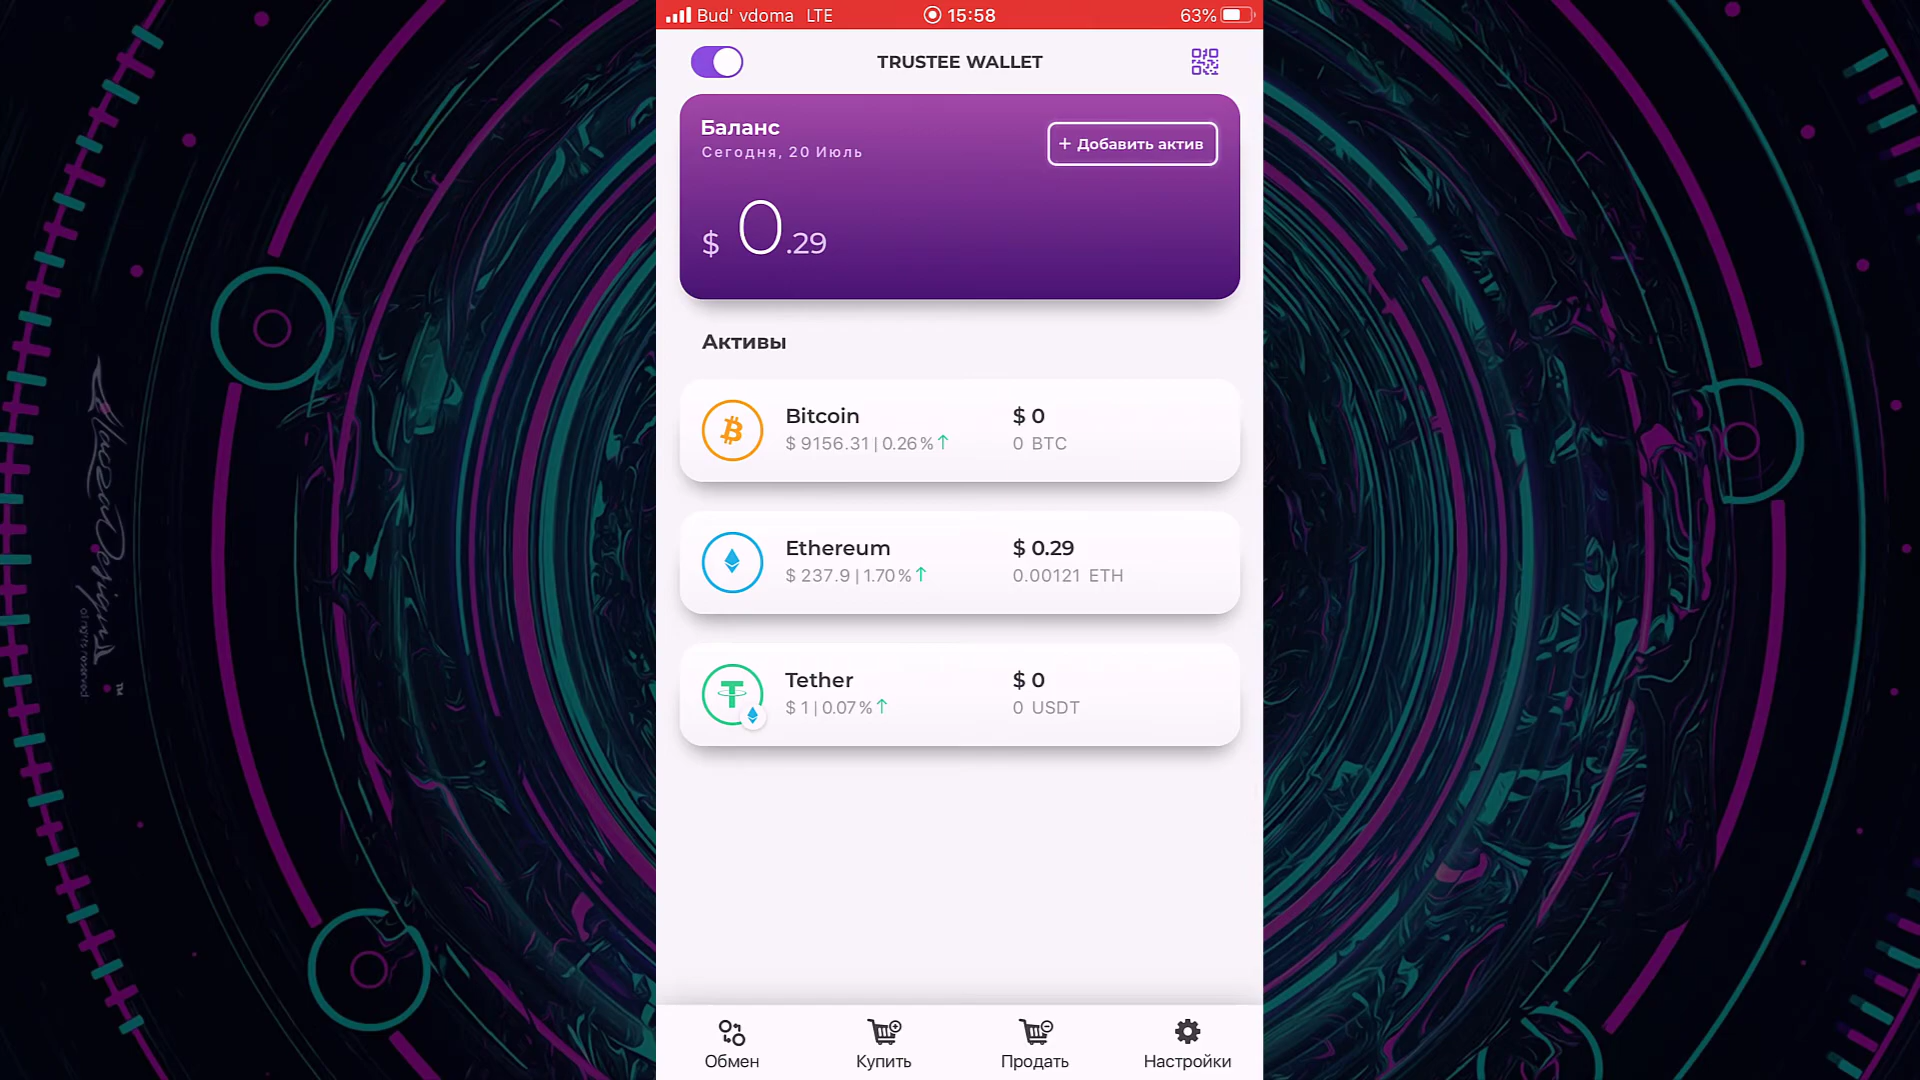 Bud' vdoma LTE 15:58 63%
TRUSTEE WALLET
Баланс
Сегодня, 20 Июль
+ Добавить актив
$ 0.29
Активы
Bitcoin $ 0
$ 9156.31 | 0.26% ↑ 0 BTC
Ethereum $ 0.29
$ 237.9 | 1.70% ↑ 0.00121 ETH
Tether $ 0
$ 1 | 0.07% ↑ 0 USDT
Обмен Купить Продать Настройки